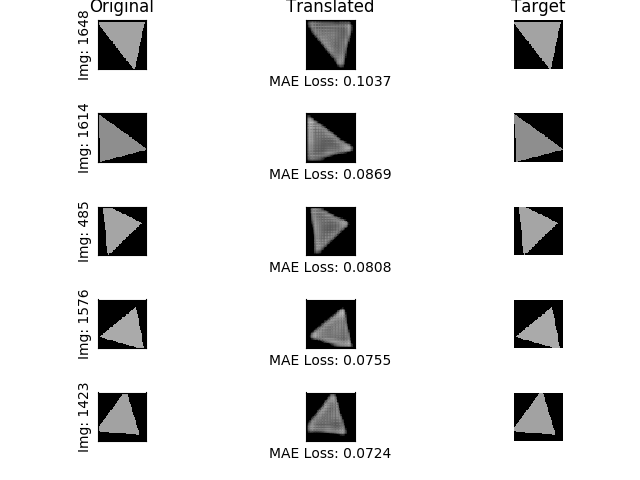 Original Translated Target
Img: 1648
MAE Loss: 0.1037
Img: 1614
MAE Loss: 0.0869
Img: 485
MAE Loss: 0.0808
Img: 1576
MAE Loss: 0.0755
Img: 1423
MAE Loss: 0.0724